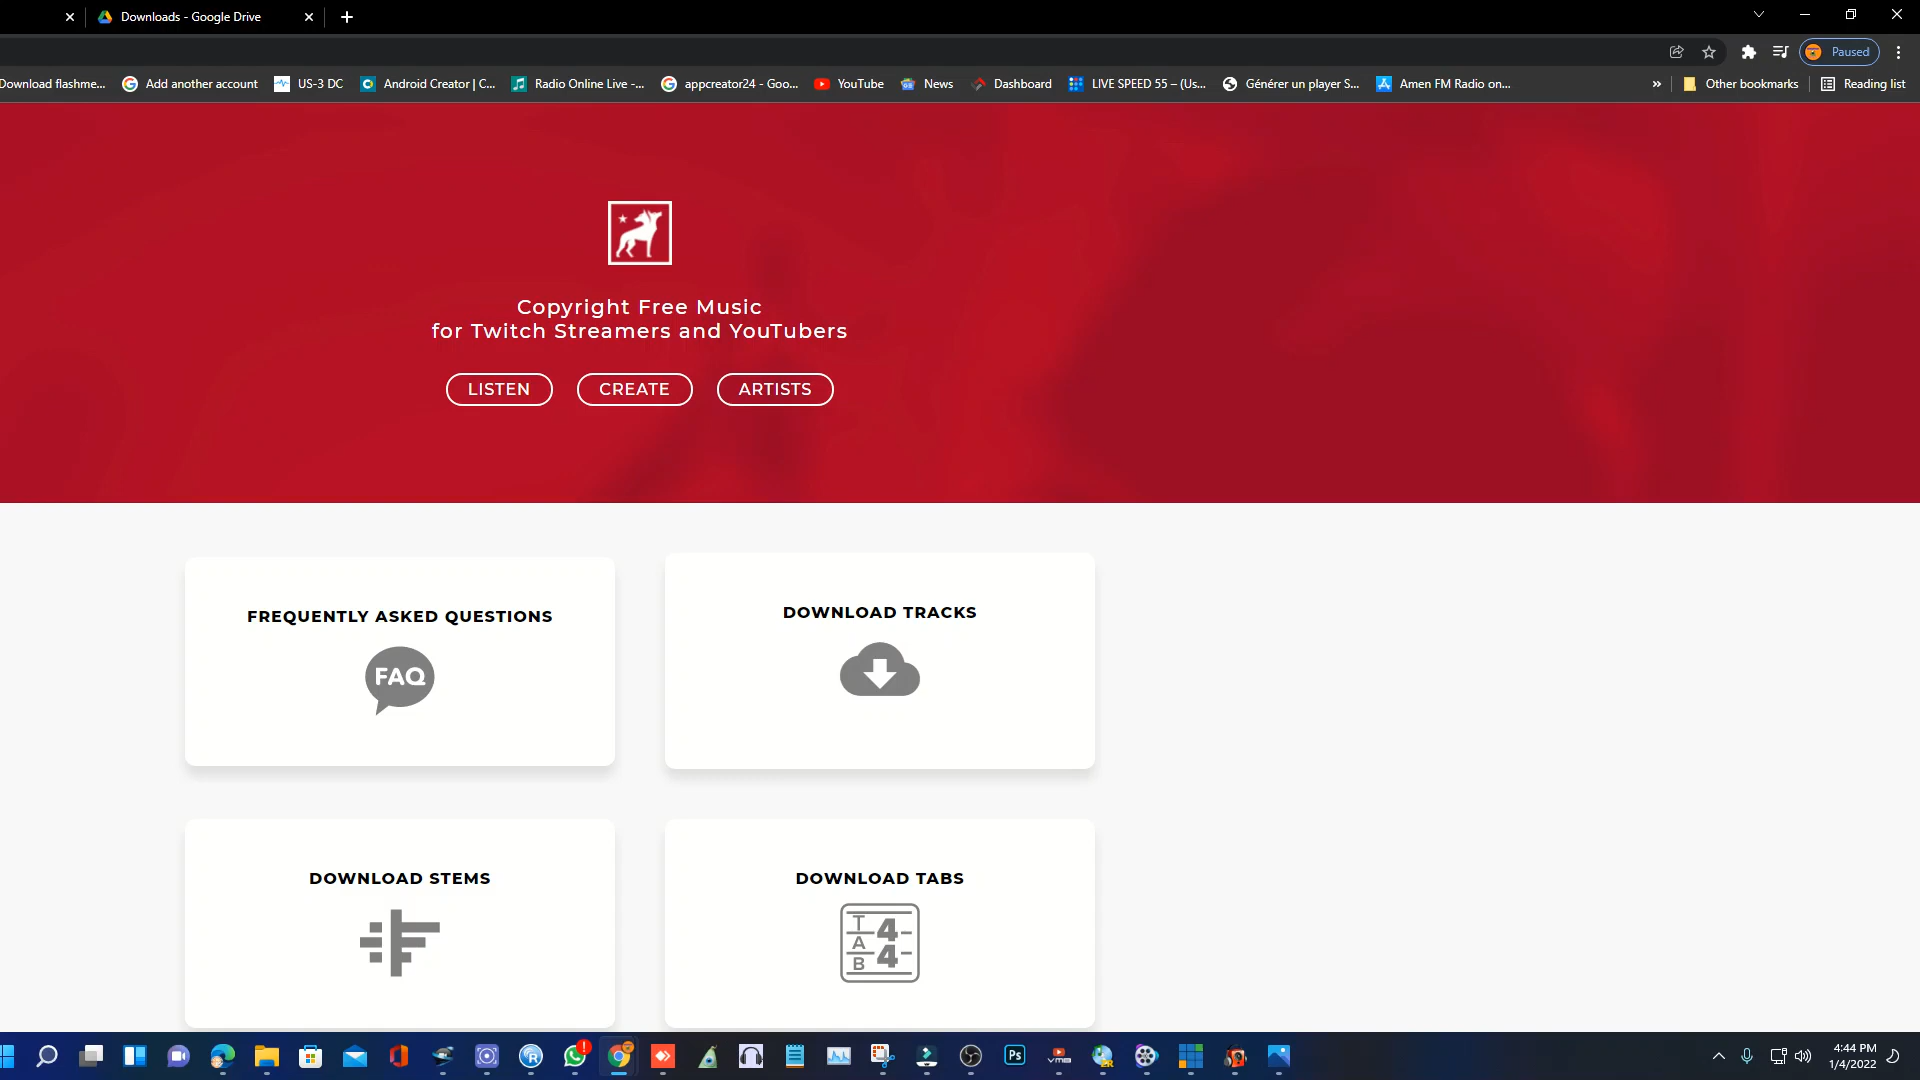 Downloads - Google Drive
Paused
Download flashme...
Add another account
US-3 DC
Android Creator | C...
Radio Online Live -...
appcreator24 - Goo...
YouTube
News
Dashboard
LIVE SPEED 55 – (Us...
Générer un player S...
Amen FM Radio on...
»
Other bookmarks
Reading list
Copyright Free Music
for Twitch Streamers and YouTubers
LISTEN
CREATE
ARTISTS
FREQUENTLY ASKED QUESTIONS
FAQ
DOWNLOAD TRACKS
DOWNLOAD STEMS
DOWNLOAD TABS
T 4
A
B 4
Ps
4:44 PM
1/4/2022